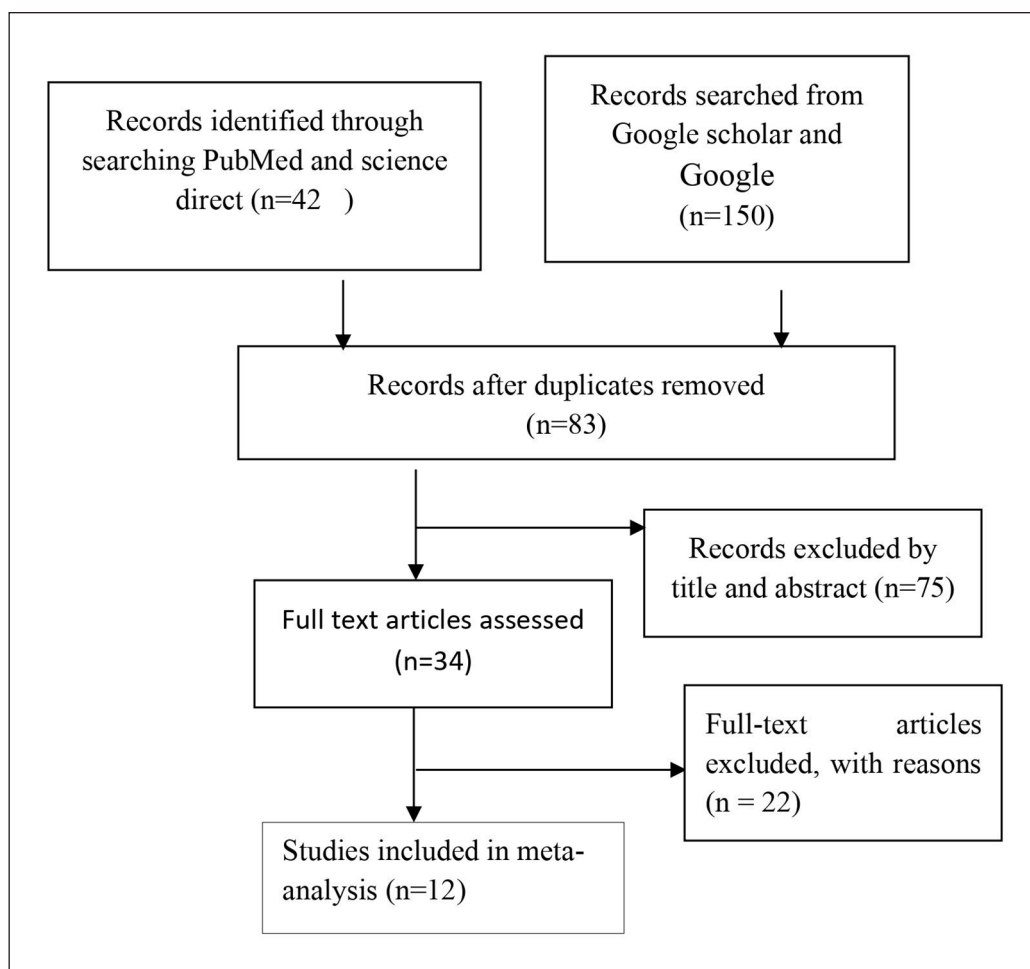 Records identified through
searching PubMed and science
direct (n=42   )
Records searched from
Google scholar and
Google
(n=150)
Records after duplicates removed
(n=83)
Records excluded by
title and abstract (n=75)
Full text articles assessed
(n=34)
Full-text articles
excluded, with reasons
(n = 22)
Studies included in meta-
analysis (n=12)